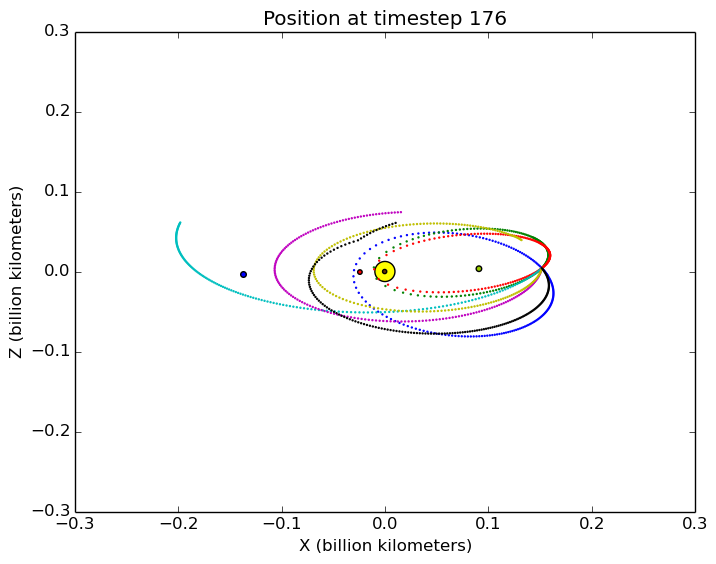 Position at timestep 176
0.3
0.2
0.1
0.0
−0.1
−0.2
−0.3
Z (billion kilometers)
−0.3 −0.2 −0.1 0.0 0.1 0.2 0.3
X (billion kilometers)